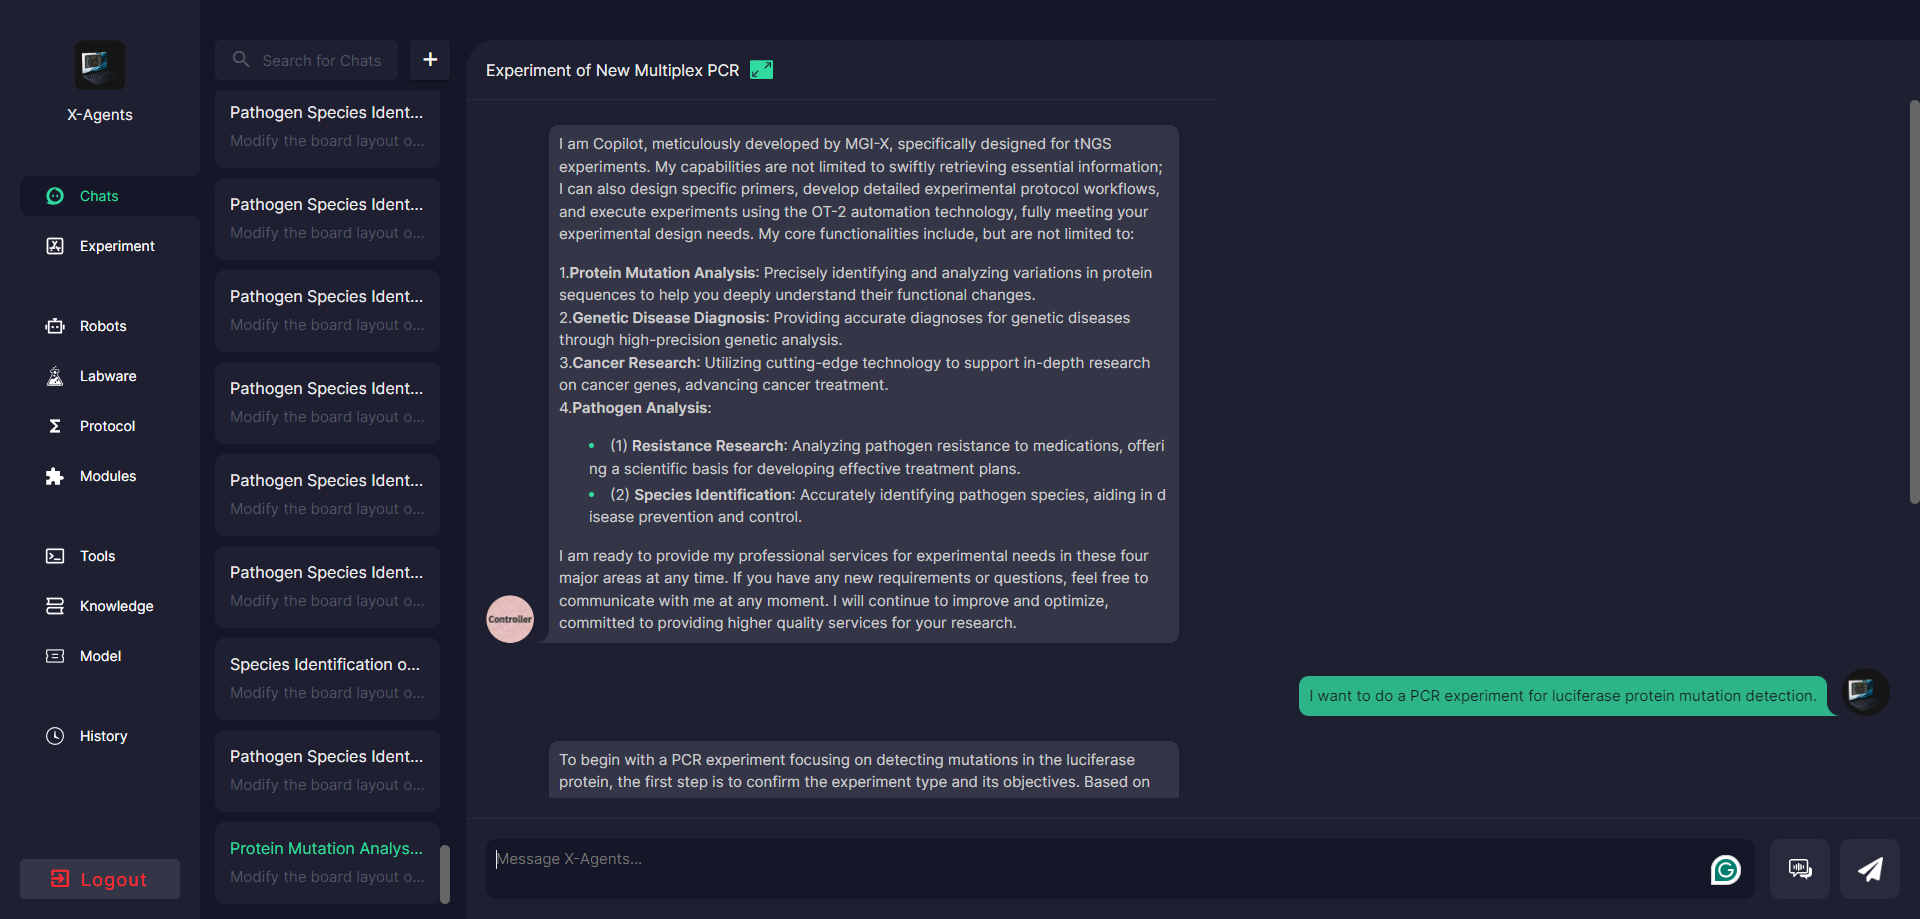 X-Agents
Chats
Experiment
Robots
Labware
Protocol
Modules
Tools
Knowledge
Model
History
Logout
Search for Chats
+
Pathogen Species Ident...
Modify the board layout o...
Pathogen Species Ident...
Modify the board layout o...
Pathogen Species Ident...
Modify the board layout o...
Pathogen Species Ident...
Modify the board layout o...
Pathogen Species Ident...
Modify the board layout o...
Pathogen Species Ident...
Modify the board layout o...
Species Identification o...
Modify the board layout o...
Pathogen Species Ident...
Modify the board layout o...
Protein Mutation Analys...
Modify the board layout o...
Experiment of New Multiplex PCR
I am Copilot, meticulously developed by MGI-X, specifically designed for tNGS
experiments. My capabilities are not limited to swiftly retrieving essential information;
I can also design specific primers, develop detailed experimental protocol workflows,
and execute experiments using the OT-2 automation technology, fully meeting your
experimental design needs. My core functionalities include, but are not limited to:
1.Protein Mutation Analysis: Precisely identifying and analyzing variations in protein
sequences to help you deeply understand their functional changes.
2.Genetic Disease Diagnosis: Providing accurate diagnoses for genetic diseases
through high-precision genetic analysis.
3.Cancer Research: Utilizing cutting-edge technology to support in-depth research
on cancer genes, advancing cancer treatment.
4.Pathogen Analysis:
• (1) Resistance Research: Analyzing pathogen resistance to medications, offeri
ng a scientific basis for developing effective treatment plans.
• (2) Species Identification: Accurately identifying pathogen species, aiding in d
isease prevention and control.
I am ready to provide my professional services for experimental needs in these four
major areas at any time. If you have any new requirements or questions, feel free to
communicate with me at any moment. I will continue to improve and optimize,
committed to providing higher quality services for your research.
Controller
I want to do a PCR experiment for luciferase protein mutation detection.
To begin with a PCR experiment focusing on detecting mutations in the luciferase
protein, the first step is to confirm the experiment type and its objectives. Based on
Message X-Agents...